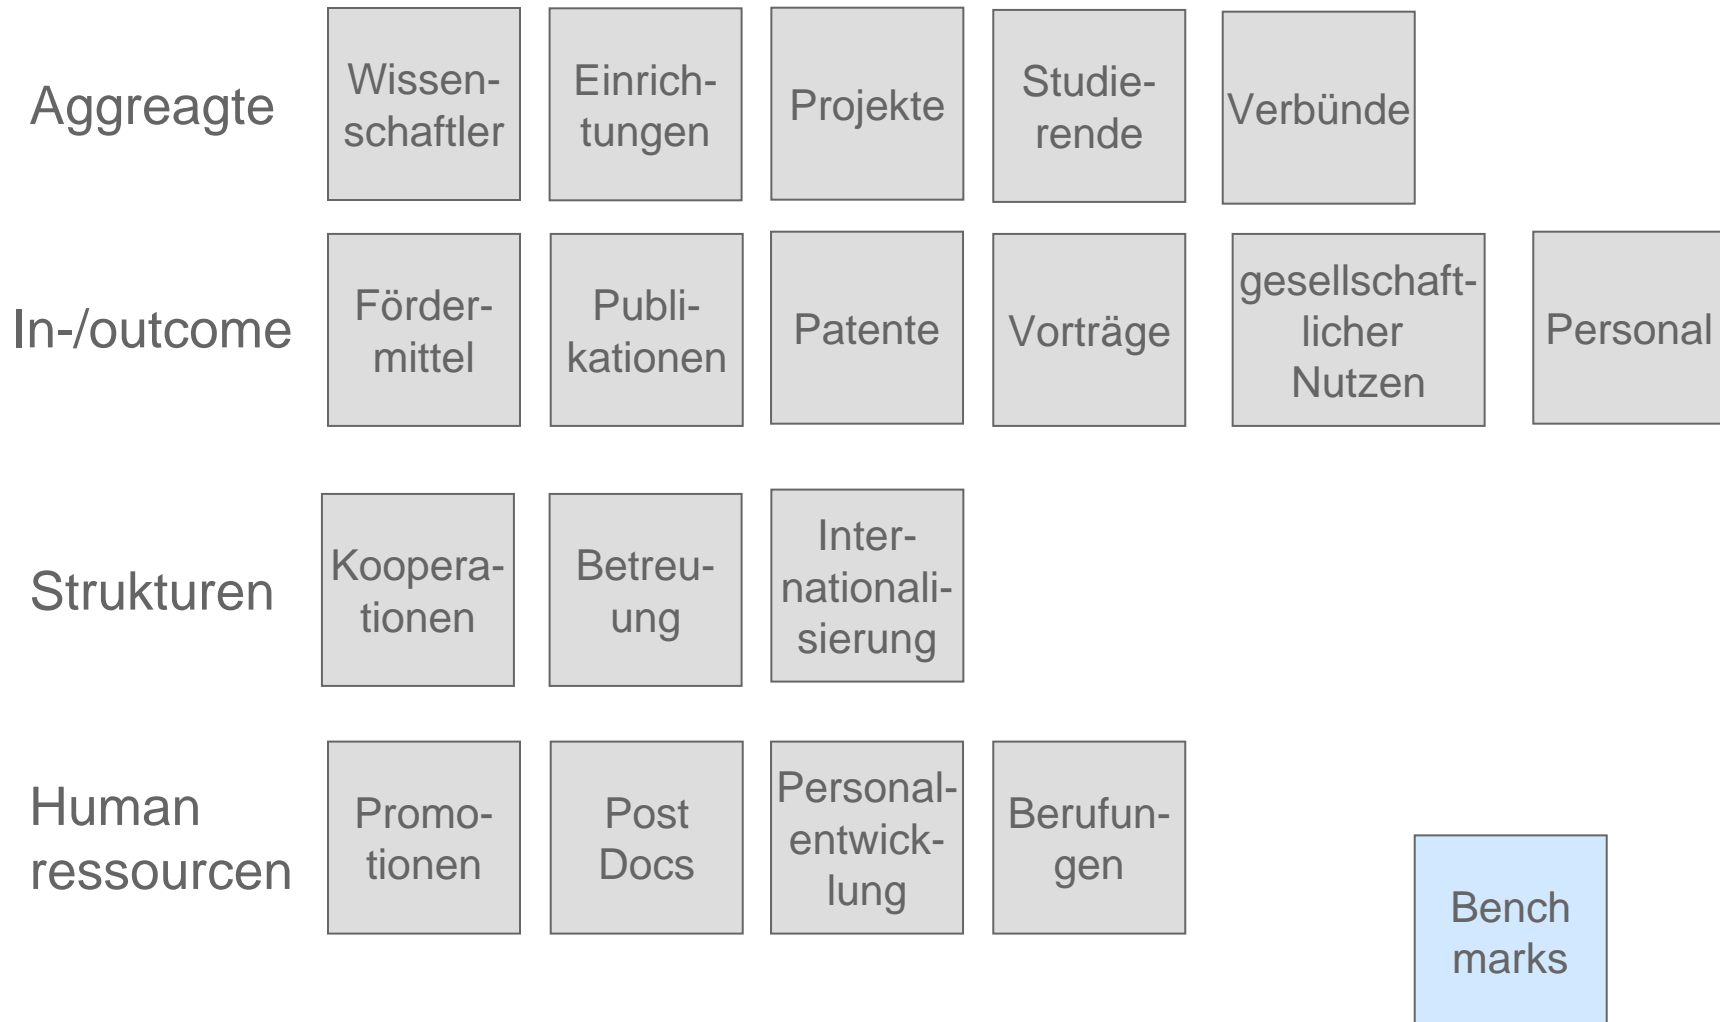 Aggreagte
Wissen-
schaftler
Einrich-
tungen
Projekte
Studie-
rende
Verbünde
In-/outcome
Förder-
mittel
Publi-
kationen
Patente
Vorträge
gesellschaft-
licher
Nutzen
Personal
Strukturen
Koopera-
tionen
Betreu-
ung
Inter-
nationali-
sierung
Human
ressourcen
Promo-
tionen
Post
Docs
Personal-
entwick-
lung
Berufun-
gen
Bench
marks